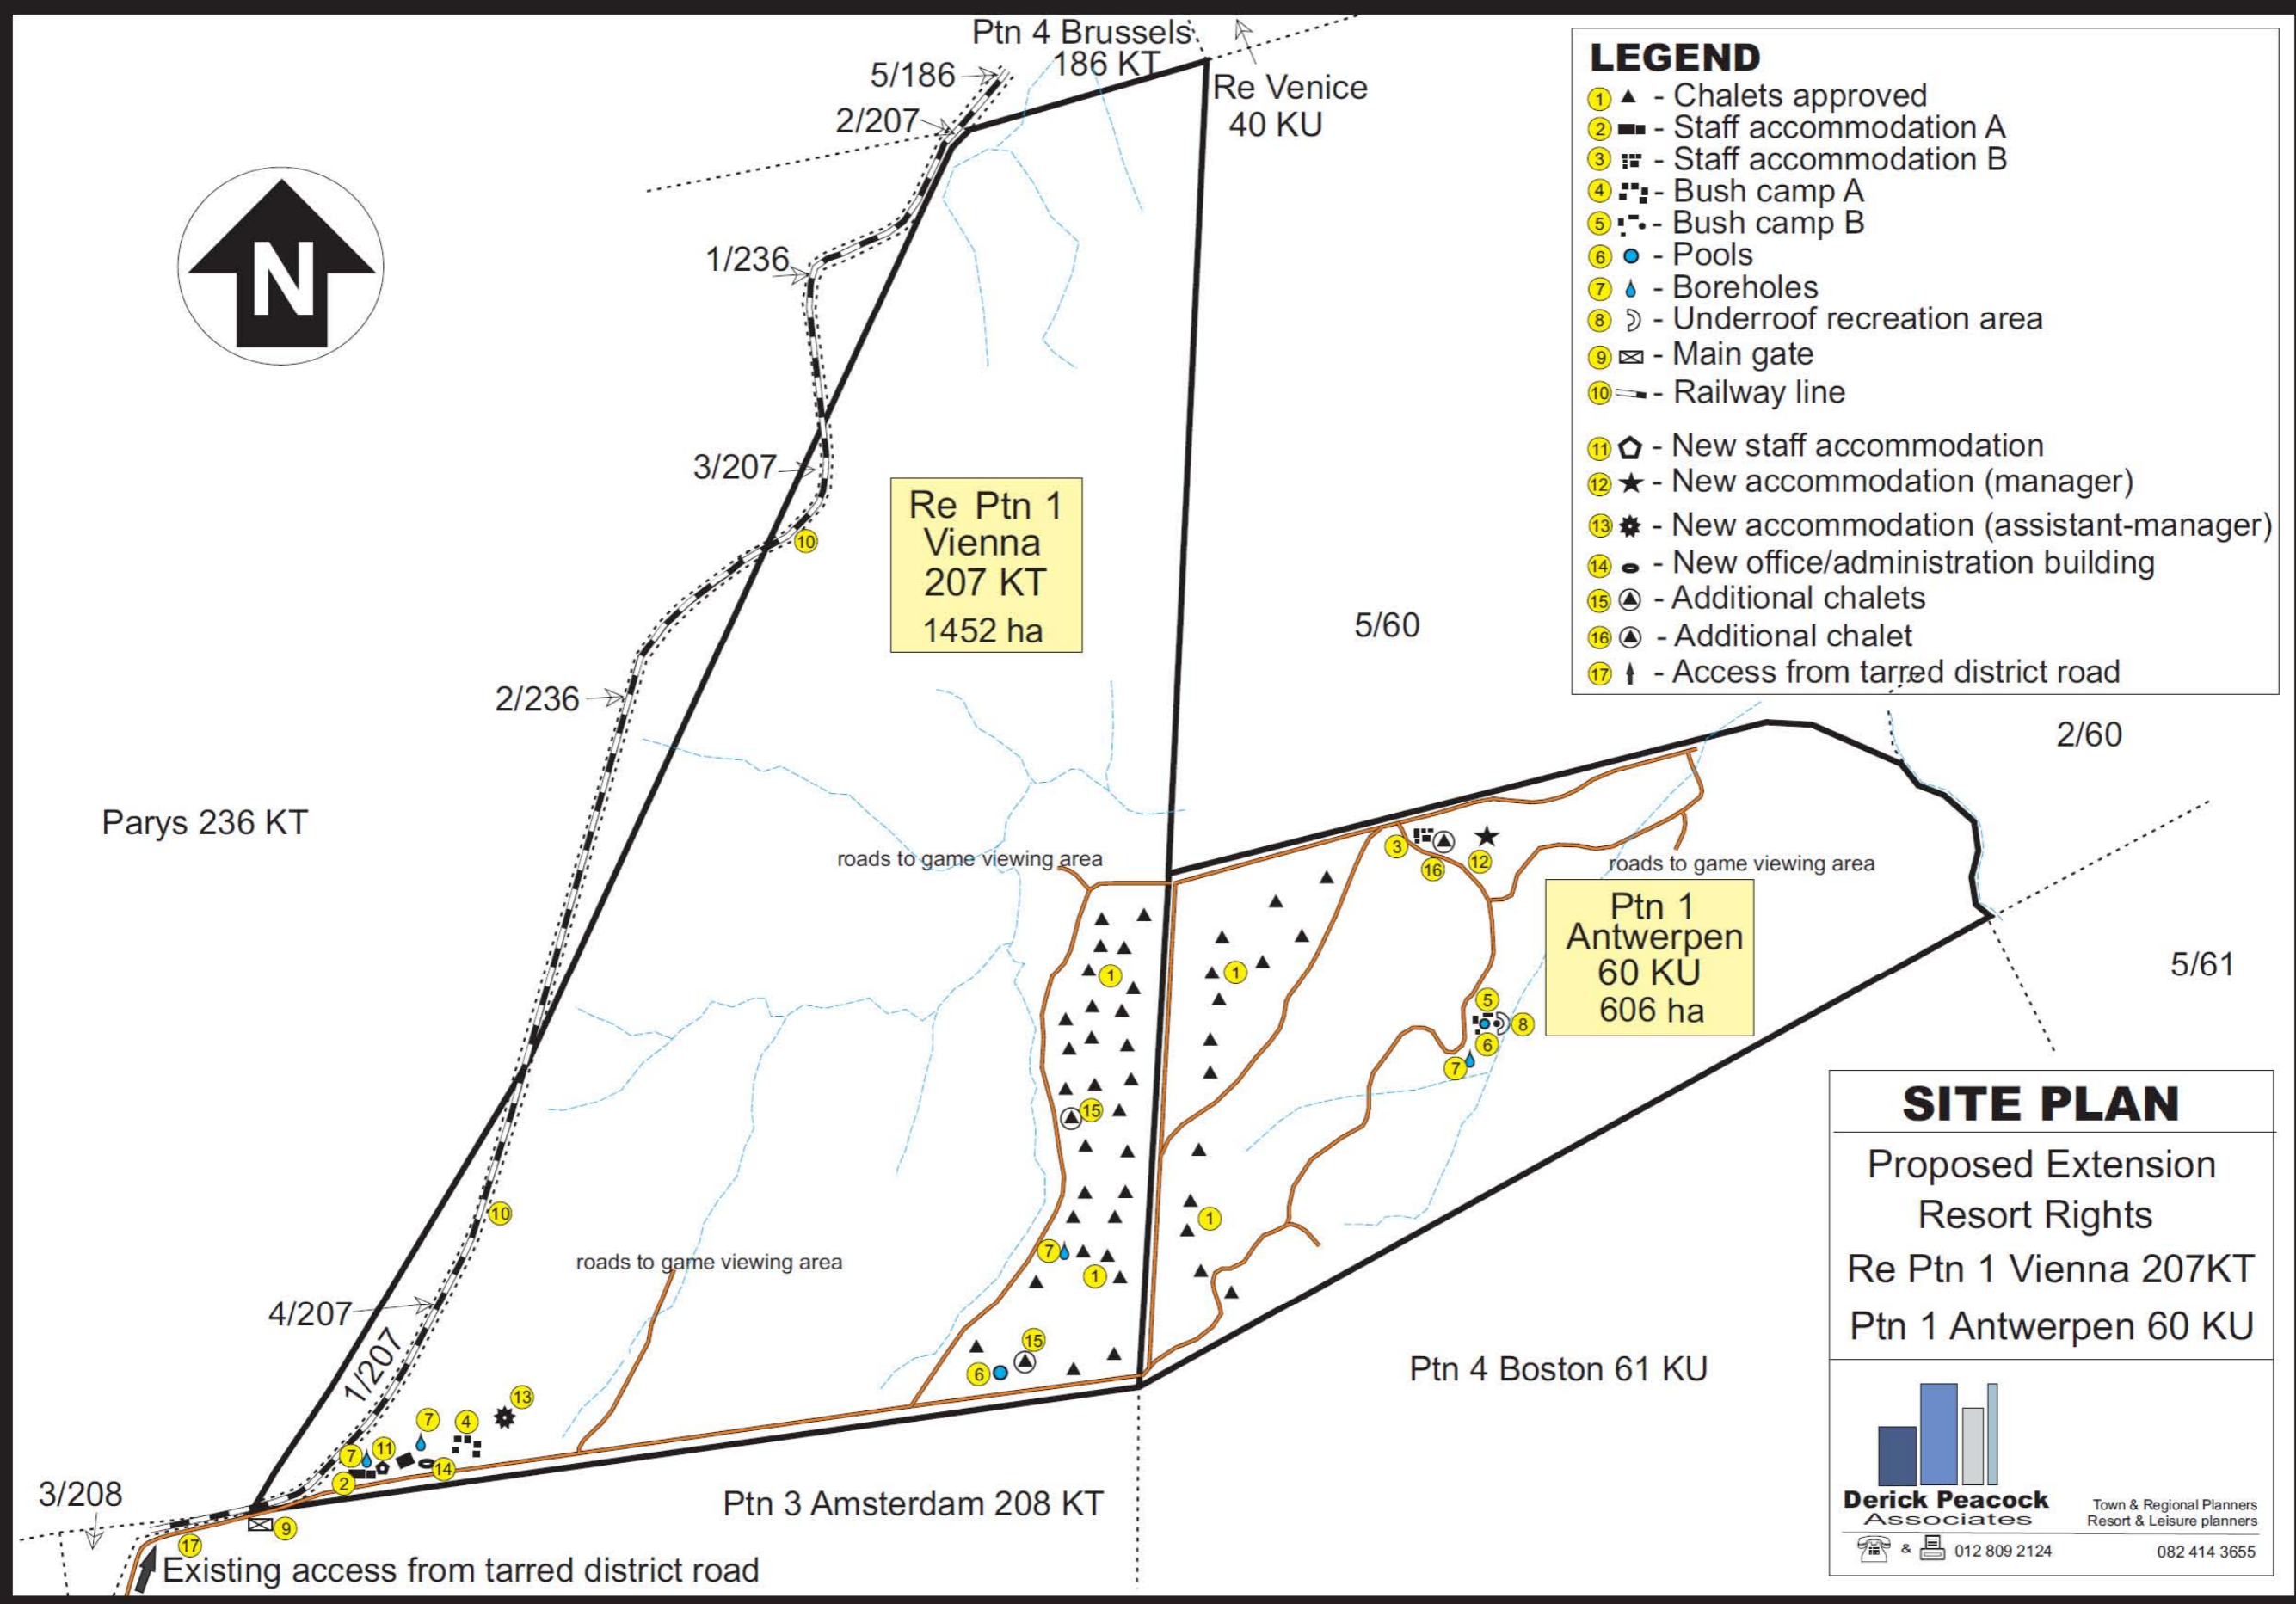 Ptn 4 Brussels
186 KT
5/186
2/207
Re Venice
40 KU
N
1/236
3/207
10
Re Ptn 1
Vienna
207 KT
1452 ha
5/60
2/236
Parys 236 KT
LEGEND
1 - Chalets approved
2 - Staff accommodation A
3 - Staff accommodation B
4 - Bush camp A
5 - Bush camp B
6 - Pools
7 - Boreholes
8 - Underroof recreation area
9 - Main gate
10 - Railway line
11 - New staff accommodation
12 - New accommodation (manager)
13 - New accommodation (assistant-manager)
14 - New office/administration building
15 - Additional chalets
16 - Additional chalet
17 - Access from tarred district road
2/60
roads to game viewing area
3
16
12
roads to game viewing area
Ptn 1
Antwerpen
60 KU
606 ha
5/61
1
1
5
8
6
7
15
10
1
7
1
roads to game viewing area
4/207
1/207
15
6
Ptn 4 Boston 61 KU
13
7
4
7
11
14
2
3/208
Ptn 3 Amsterdam 208 KT
9
17
Existing access from tarred district road
SITE PLAN
Proposed Extension
Resort Rights
Re Ptn 1 Vienna 207KT
Ptn 1 Antwerpen 60 KU
Derick Peacock
Associates
Town & Regional Planners
Resort & Leisure planners
& 012 809 2124
082 414 3655